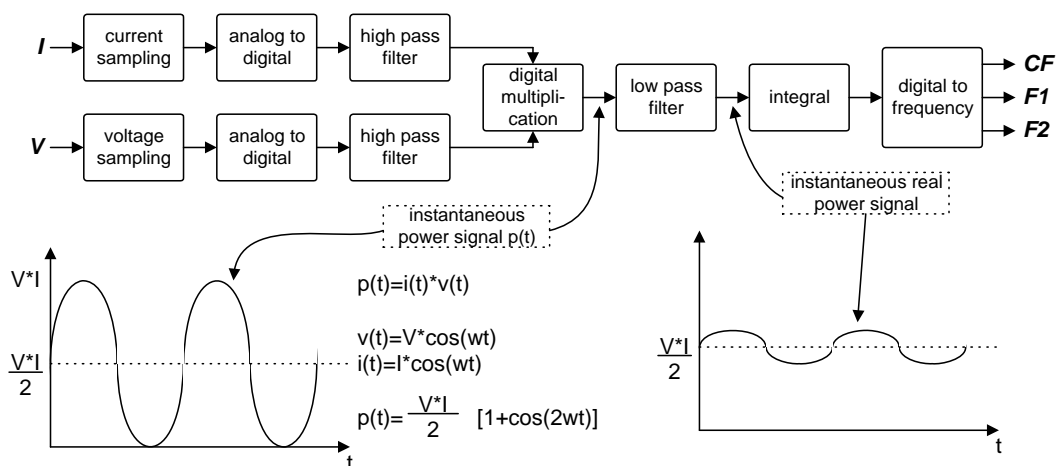 I
current
sampling
analog to
digital
high pass
filter
V
voltage
sampling
analog to
digital
high pass
filter
digital
multipli-
cation
low pass
filter
integral
digital to
frequency
CF
F1
F2
instantaneous
power signal p(t)
instantaneous real
power signal
V*I
V*I
2
t
p(t)=i(t)*v(t)
v(t)=V*cos(wt)
i(t)=I*cos(wt)
p(t)= V*I/2 [1+cos(2wt)]
V*I
2
t